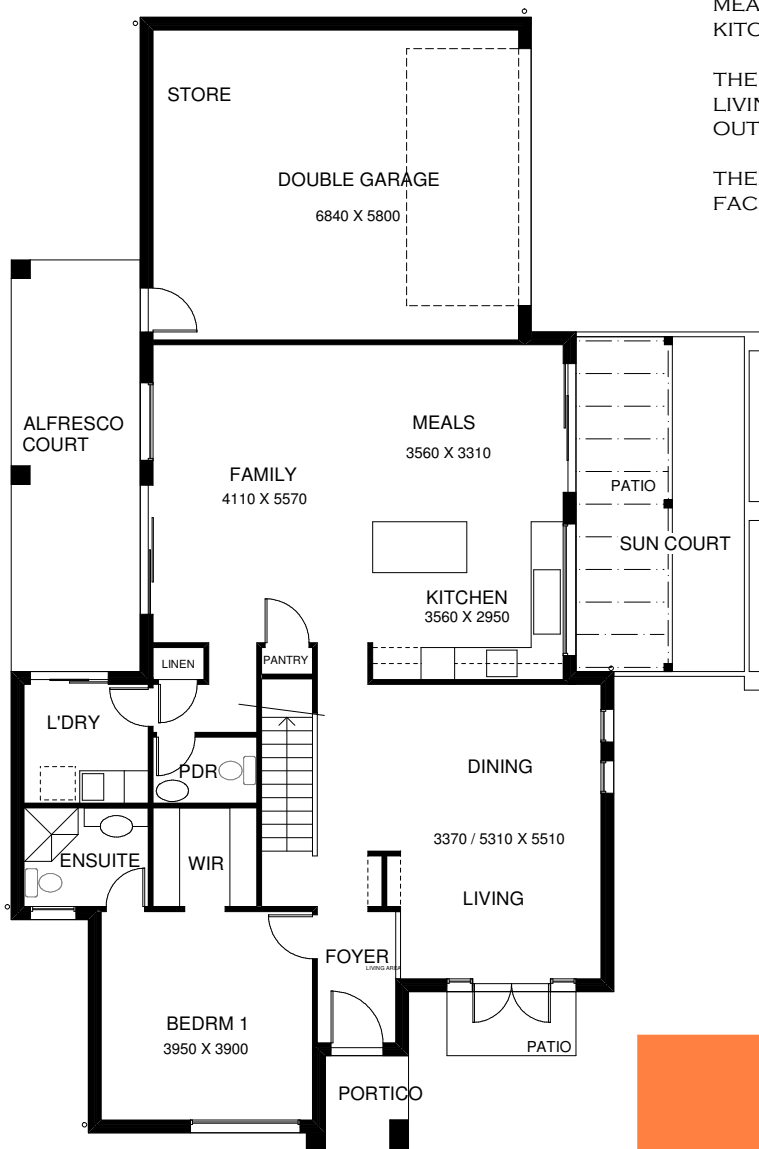 MEA
KITC
THE
LIVIN
OUT
THE
FAC
STORE
DOUBLE GARAGE
6840 X 5800
ALFRESCO
COURT
MEALS
3560 X 3310
FAMILY
4110 X 5570
PATIO
SUN COURT
KITCHEN
3560 X 2950
LINEN
PANTRY
L'DRY
PDR
DINING
3370 / 5310 X 5510
ENSUITE
WIR
LIVING
FOYER
LIVING AREA
BEDRM 1
3950 X 3900
PATIO
PORTICO